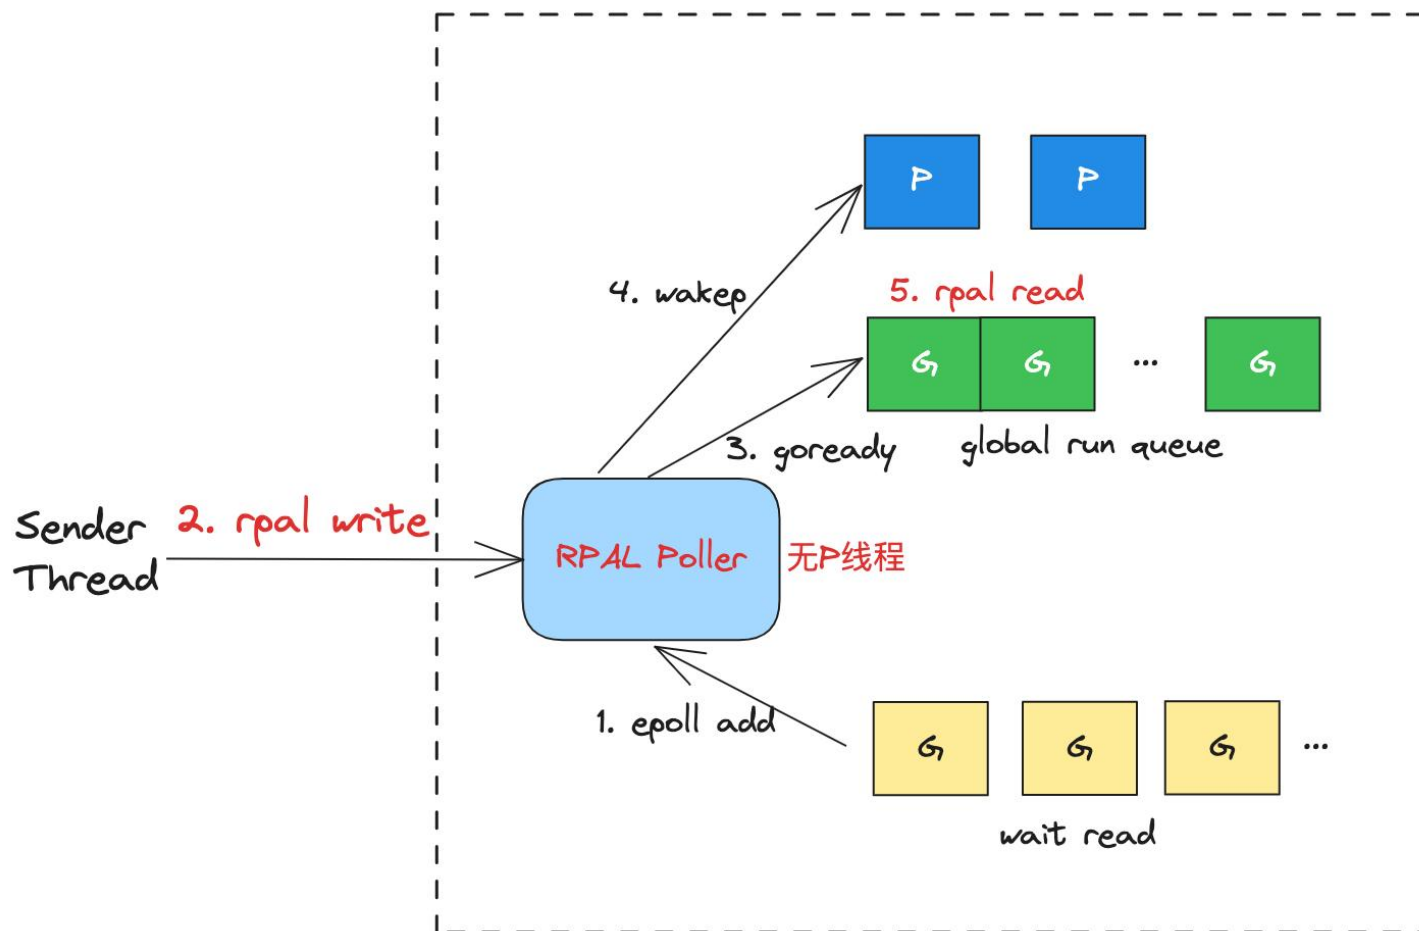 P
P
4. wakep
5. rpal read
G
G
...
G
3. goready
global run queue
Sender
Thread
2. rpal write
RPAL Poller
无P线程
1. epoll add
G
G
G
...
wait read